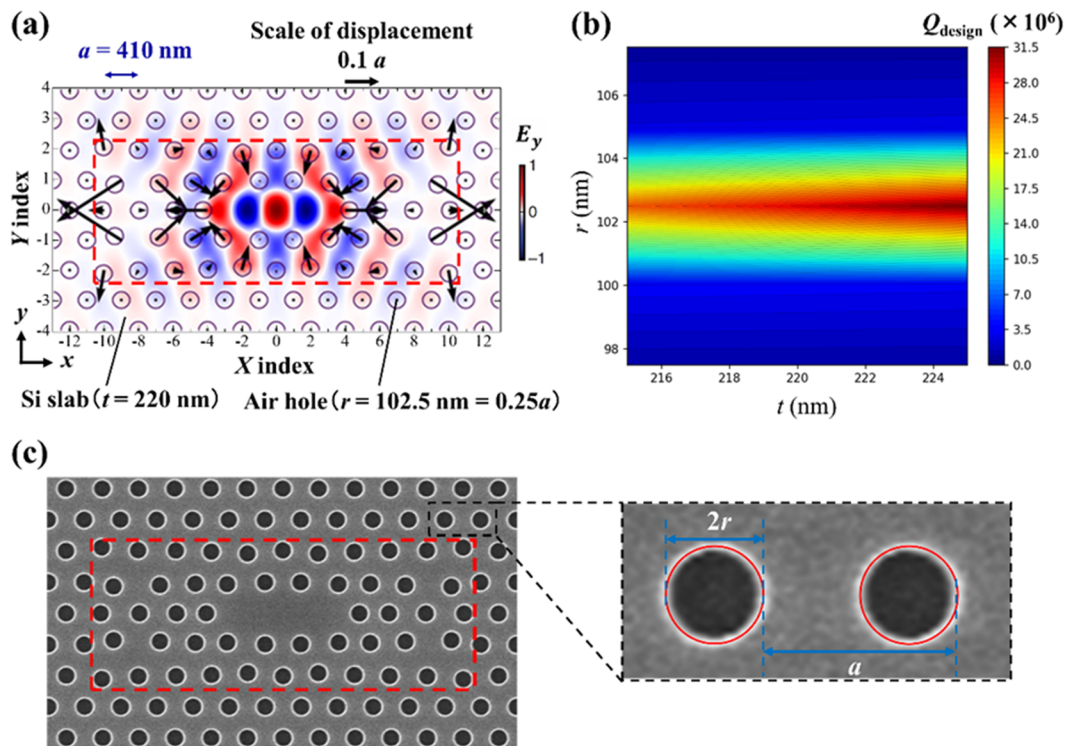 (a)
Scale of displacement
a = 410 nm
0.1 a
4
3
2
1
0
-1
-2
-3
-4
Y index
-12 -10 -8 -6 -4 -2 0 2 4 6 8 10 12
X index
y
x
E_y
1
0
−1
Si slab (t = 220 nm)
Air hole (r = 102.5 nm = 0.25a)
(b)
Q_design (×10⁶)
106
104
102
100
98
r (nm)
216 218 220 222 224
t (nm)
31.5
28.0
24.5
21.0
17.5
14.0
10.5
7.0
3.5
0.0
(c)
2r
a